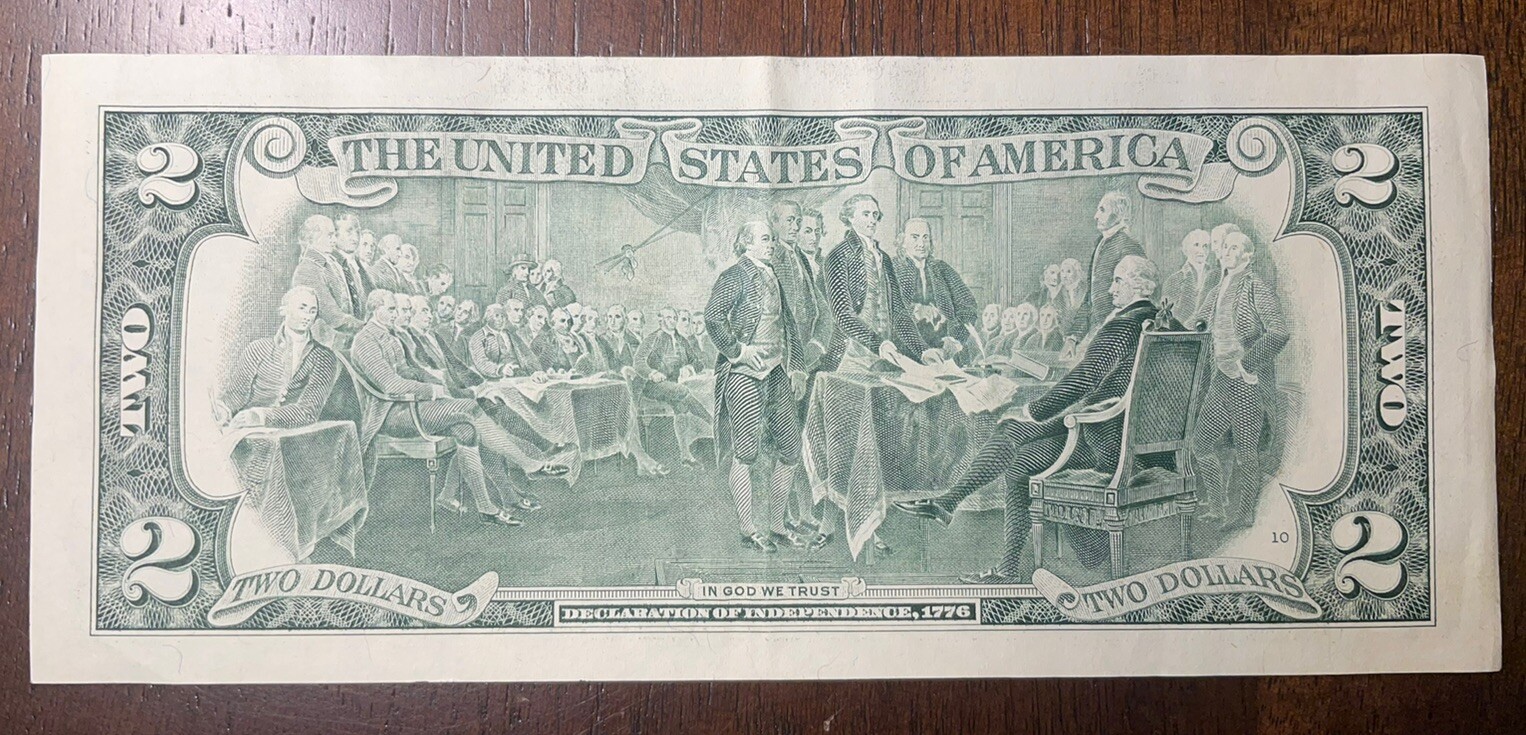 THE UNITED STATES OF AMERICA
2
2
TWO
TWO
2
2
10
TWO DOLLARS
IN GOD WE TRUST
TWO DOLLARS
DECLARATION OF INDEPENDENCE, 1776